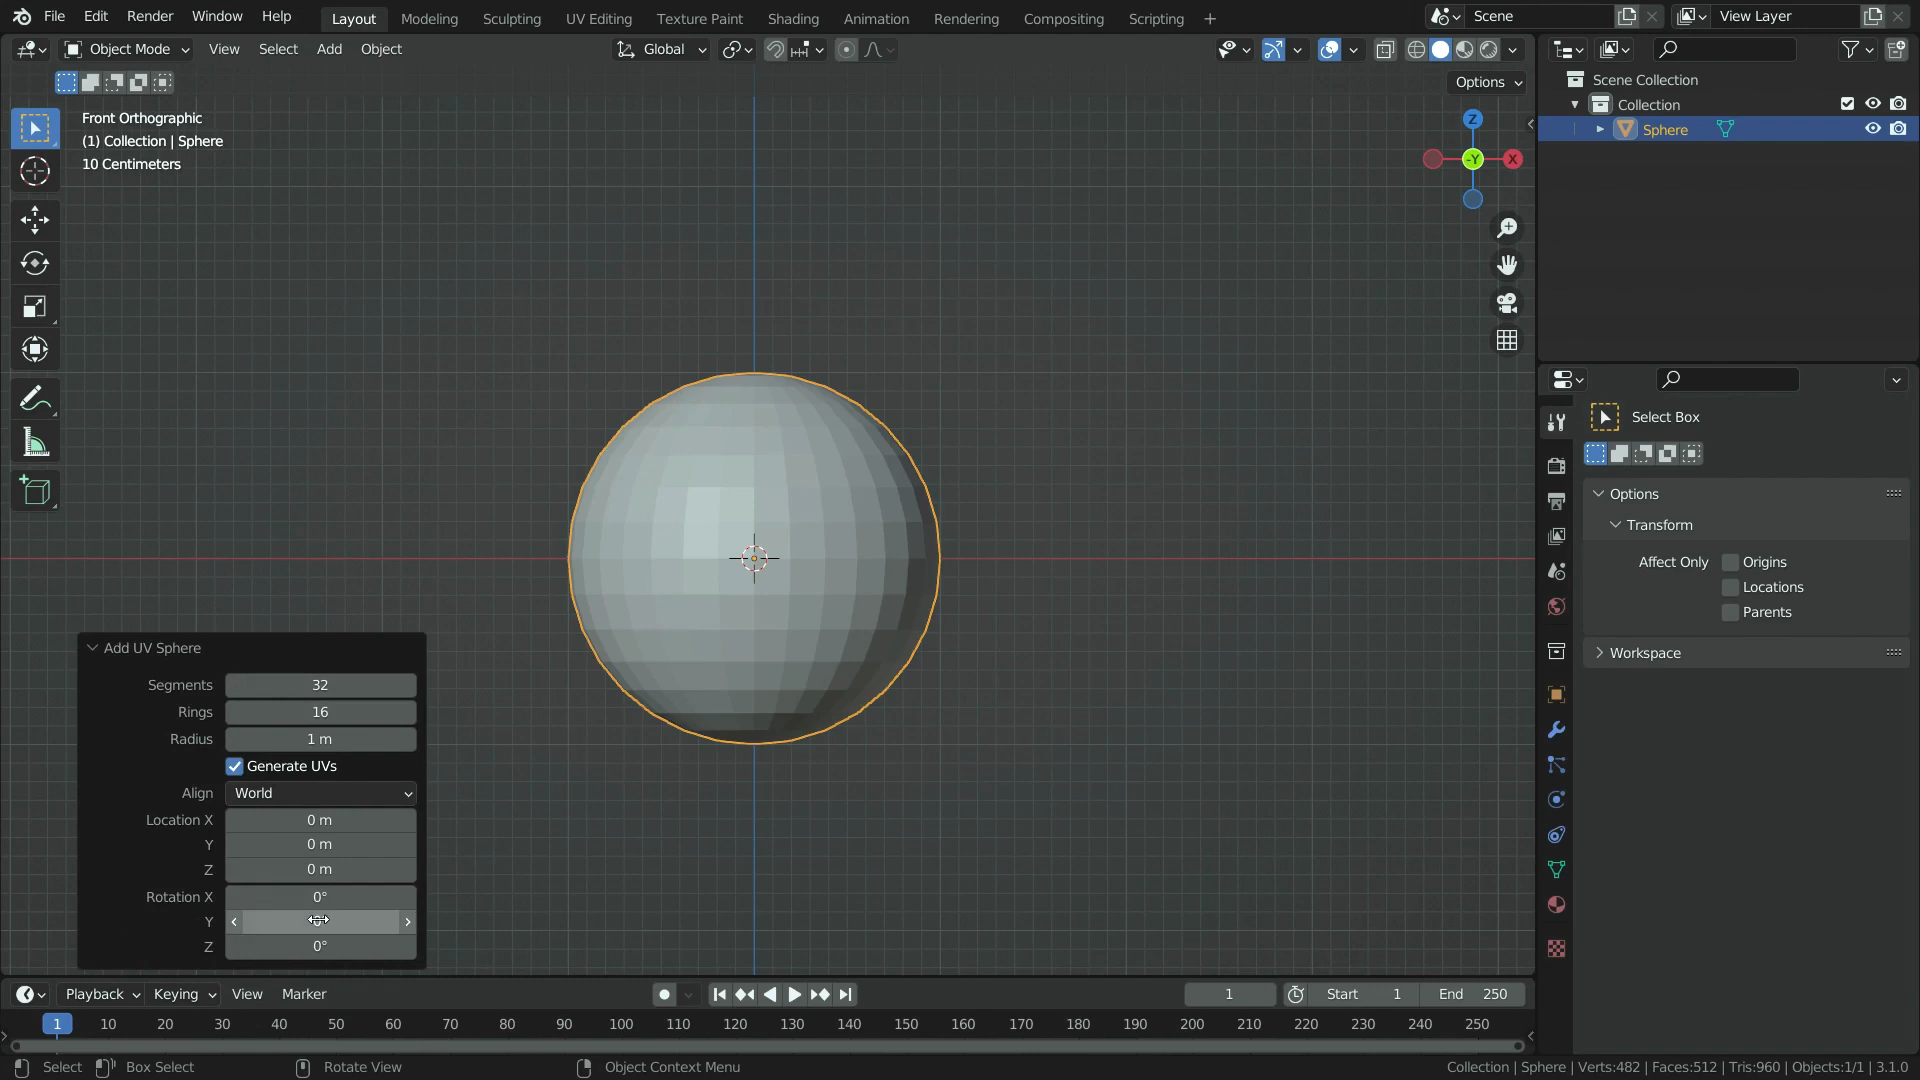 File Edit Render Window Help Layout Modeling Sculpting UV Editing Texture Paint Shading Animation Rendering Compositing Scripting + Scene View Layer
Object Mode View Select Add Object Global
Options
Front Orthographic
(1) Collection | Sphere
10 Centimeters
Z
-Y
X
Scene Collection
Collection
Sphere
Select Box
Options
Transform
Affect Only Origins
Locations
Parents
Workspace
Add UV Sphere
Segments 32
Rings 16
Radius 1 m
Generate UVs
Align World
Location X 0 m
Y 0 m
Z 0 m
Rotation X 0°
Y
Z 0°
Playback Keying View Marker 1 Start 1 End 250
1 10 20 30 40 50 60 70 80 90 100 110 120 130 140 150 160 170 180 190 200 210 220 230 240 250
Select Box Select Rotate View Object Context Menu Collection | Sphere | Verts:482 | Faces:512 | Tris:960 | Objects:1/1 | 3.1.0